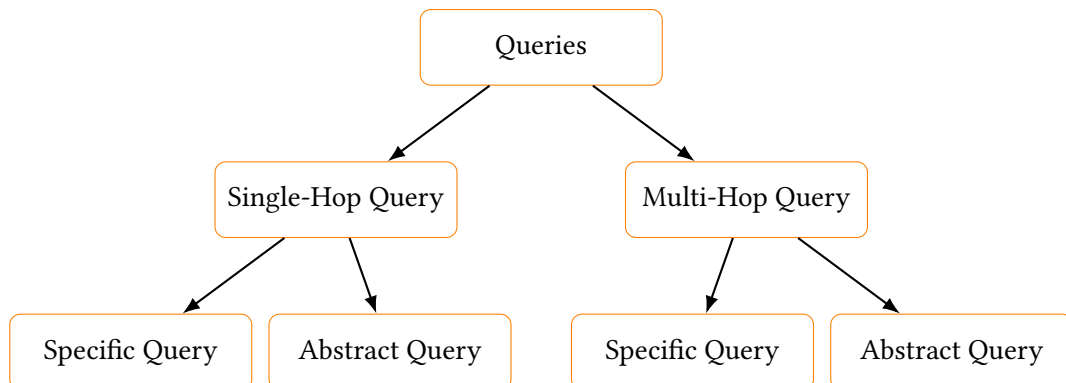 Queries
Single-Hop Query
Multi-Hop Query
Specific Query
Abstract Query
Specific Query
Abstract Query